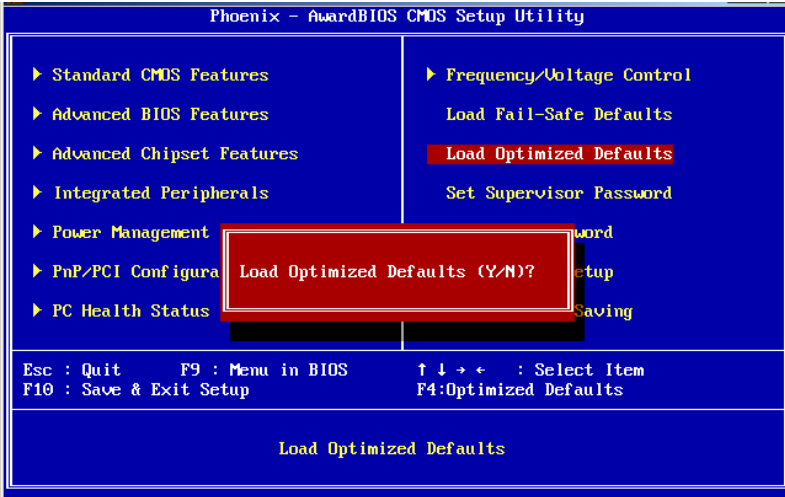 Phoenix - AwardBIOS CMOS Setup Utility
Standard CMOS Features
Advanced BIOS Features
Advanced Chipset Features
Integrated Peripherals
Power Management
PnP/PCI Configura
PC Health Status
Frequency/Voltage Control
Load Fail-Safe Defaults
Load Optimized Defaults
Set Supervisor Password
word
etup
Saving
Load Optimized Defaults (Y/N)?
Esc : Quit F9 : Menu in BIOS ↑ ↓ → ← : Select Item
F10 : Save & Exit Setup F4:Optimized Defaults
Load Optimized Defaults